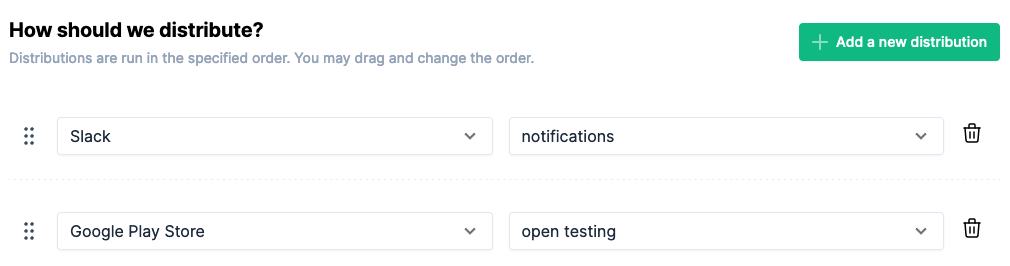 How should we distribute?
Distributions are run in the specified order. You may drag and change the order.
Add a new distribution
Slack
notifications
Google Play Store
open testing